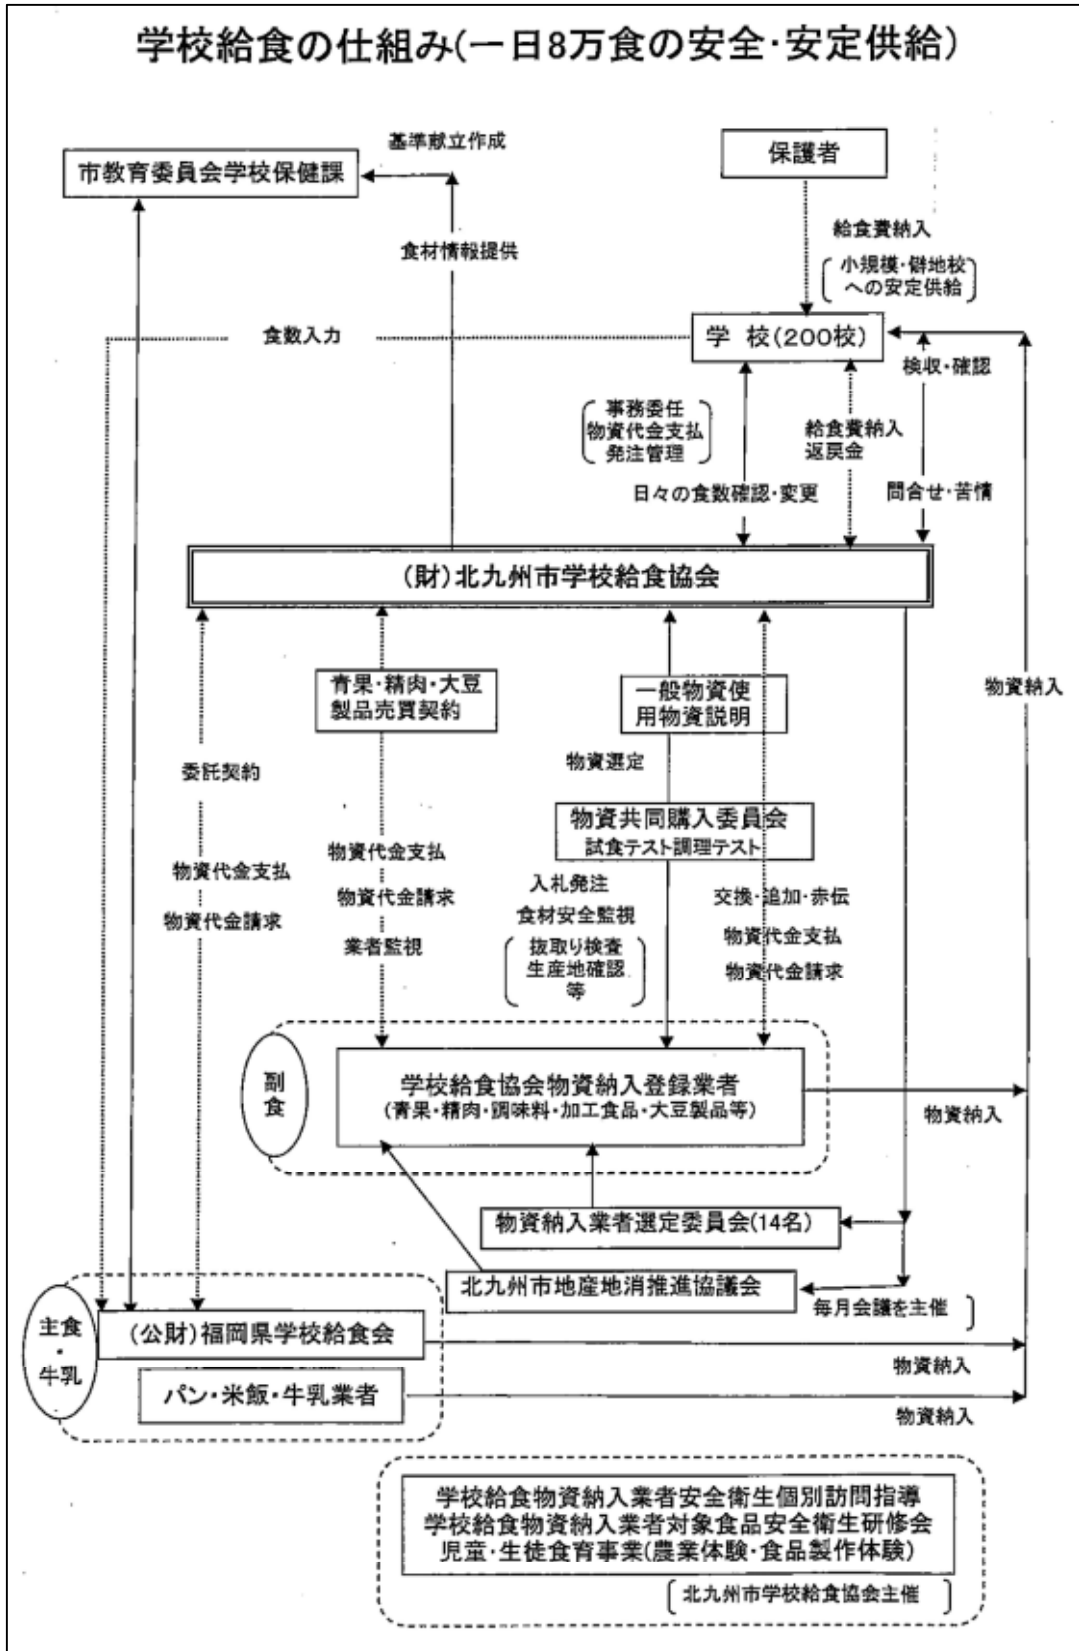 学校給食の仕組み(一日8万食の安全・安定供給)
基準献立作成
市教育委員会学校保健課
保護者
食材情報提供
給食費納入
小規模・僻地校
への安定供給
食数入力
学 校(200校)
検収・確認
事務委任
物資代金支払
発注管理
給食費納入
返戻金
日々の食数確認・変更
問合せ・苦情
(財)北九州市学校給食協会
青果・精肉・大豆
製品売買契約
一般物資使
用物資説明
物資納入
委託契約
物資選定
物資共同購入委員会
試食テスト調理テスト
物資代金支払
物資代金請求
物資代金支払
物資代金請求
業者監視
入札発注
食材安全監視
抜取り検査
生産地確認
等
交換・追加・赤伝
物資代金支払
物資代金請求
副食
学校給食協会物資納入登録業者
(青果・精肉・調味料・加工食品・大豆製品等)
物資納入
物資納入業者選定委員会(14名)
北九州市地産地消推進協議会
毎月会議を主催
主食・牛乳
(公財)福岡県学校給食会
物資納入
パン・米飯・牛乳業者
物資納入
学校給食物資納入業者安全衛生個別訪問指導
学校給食物資納入業者対象食品安全衛生研修会
児童・生徒食育事業(農業体験・食品製作体験)
北九州市学校給食協会主催